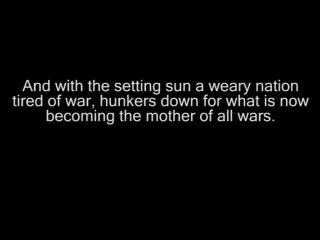 And with the setting sun a weary nation
tired of war, hunkers down for what is now
becoming the mother of all wars.